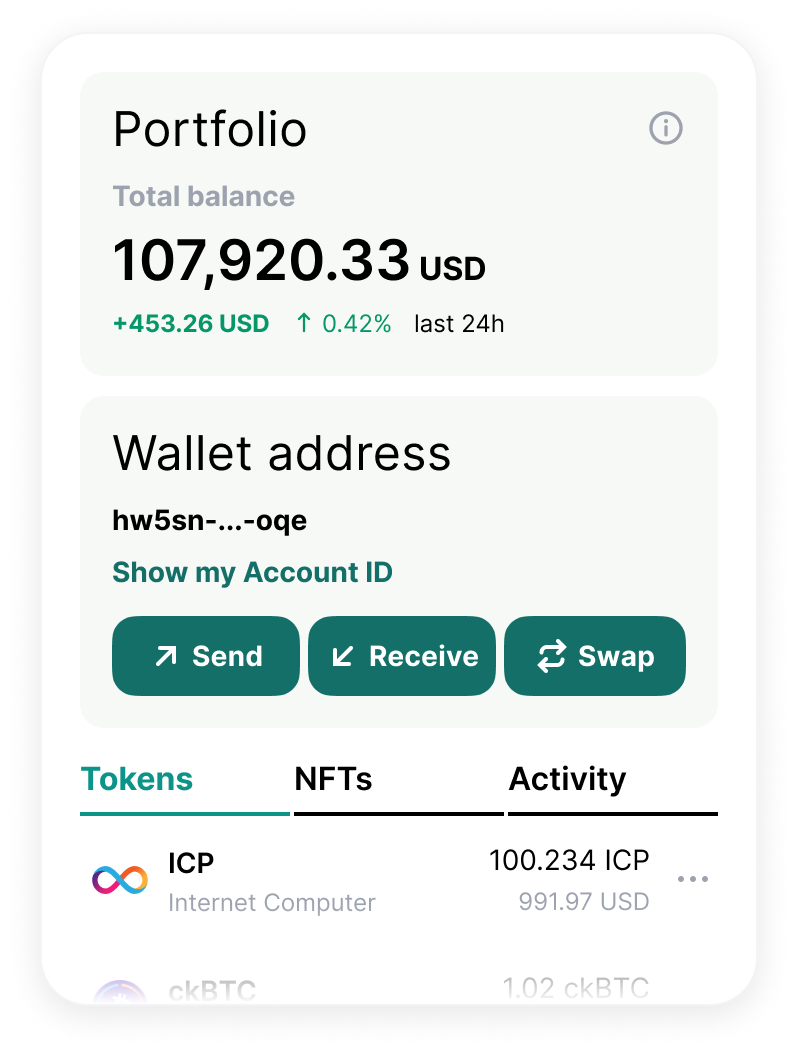 Portfolio
Total balance
107,920.33 USD
+453.26 USD ↑ 0.42% last 24h
Wallet address
hw5sn-...-oqe
Show my Account ID
Send Receive Swap
Tokens NFTs Activity
ICP 100.234 ICP
Internet Computer 991.97 USD
ckBTC 1.02 ckBTC